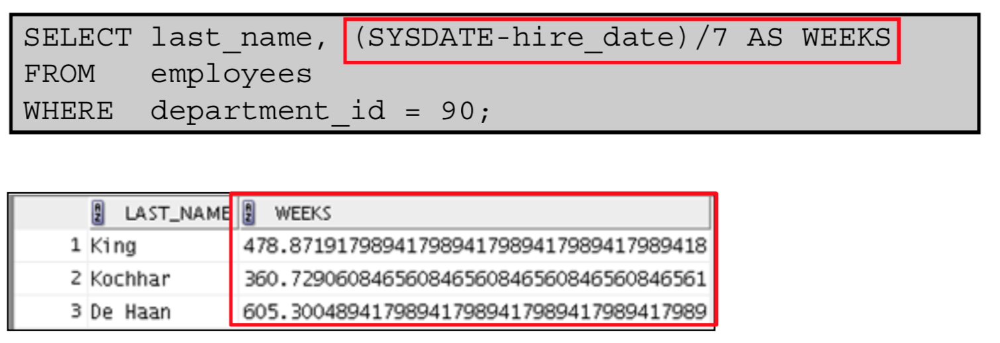 SELECT last_name, (SYSDATE-hire_date)/7 AS WEEKS
FROM employees
WHERE department_id = 90;
LAST_NAME WEEKS
1 King 478.871917989417989417989417989417989418
2 Kochhar 360.729060846560846560846560846560846561
3 De Haan 605.300489417989417989417989417989417989